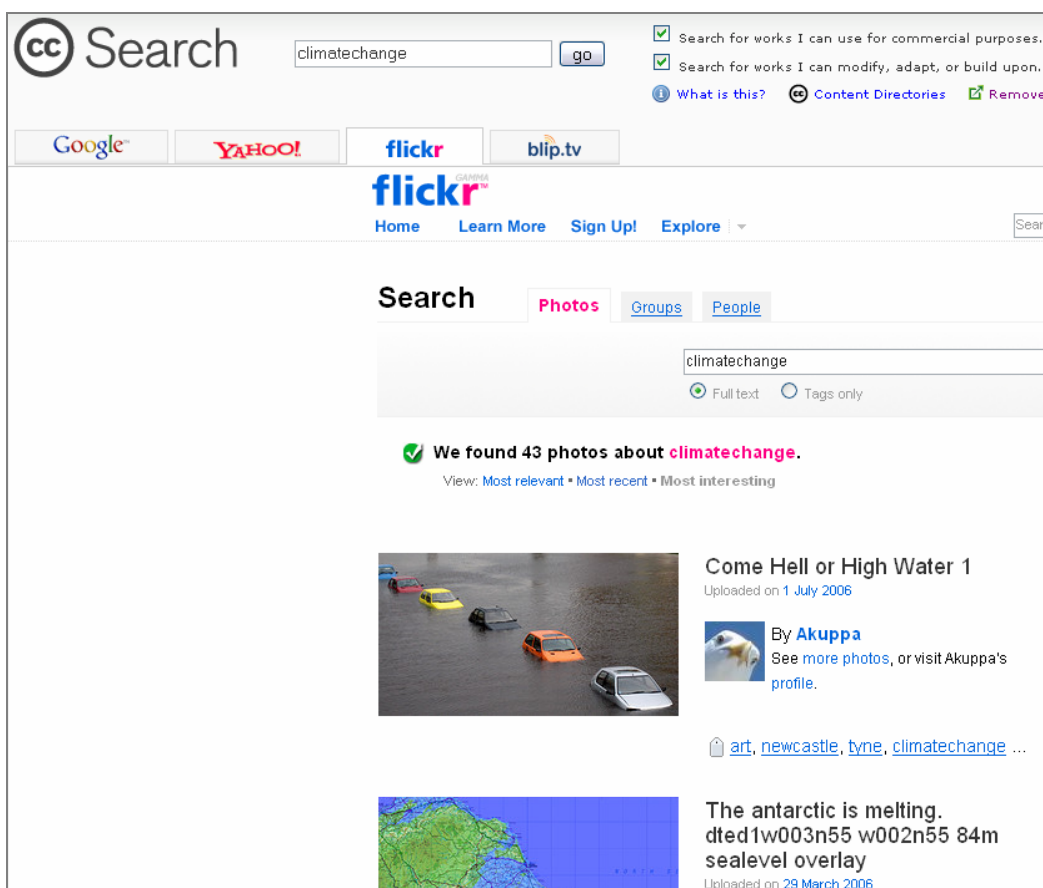 cc Search
climatechange
go
Search for works I can use for commercial purposes.
Search for works I can modify, adapt, or build upon.
What is this? cc Content Directories Remove
Google™ YAHOO! flickr blip.tv
flickr GAMMA ™
Home Learn More Sign Up! Explore
Sear
Search Photos Groups People
climatechange
Full text Tags only
We found 43 photos about climatechange.
View: Most relevant • Most recent • Most interesting
Come Hell or High Water 1
Uploaded on 1 July 2006
By Akuppa
See more photos, or visit Akuppa's
profile.
art, newcastle, tyne, climatechange ...
The antarctic is melting.
dted1w003n55 w002n55 84m
sealevel overlay
Uploaded on 29 March 2006